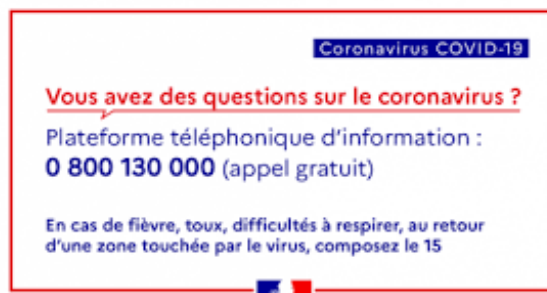 Coronavirus COVID-19
Vous avez des questions sur le coronavirus ?
Plateforme téléphonique d'information :
0 800 130 000 (appel gratuit)
En cas de fièvre, toux, difficultés à respirer, au retour
d'une zone touchée par le virus, composez le 15